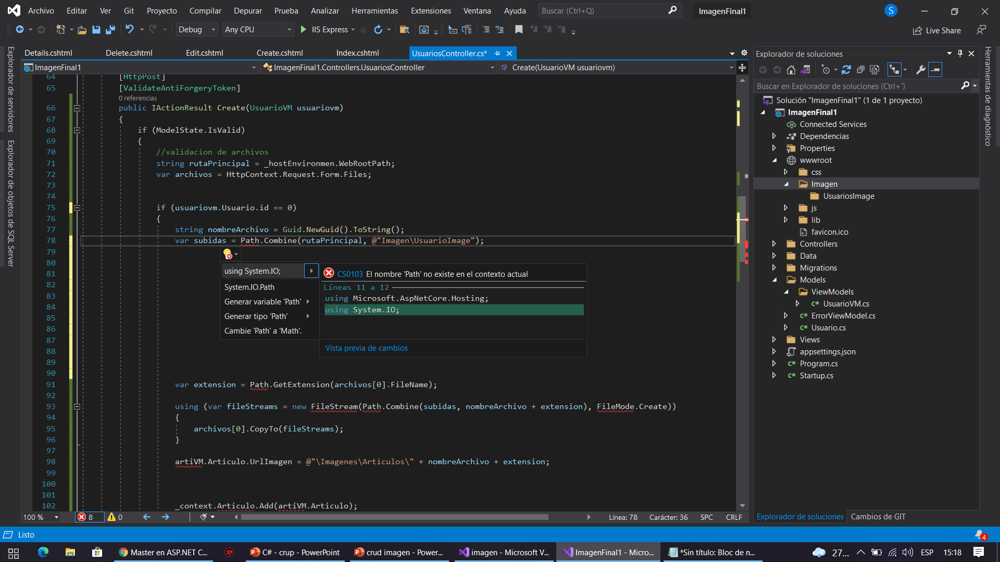 Archivo Editar Ver Git Proyecto Compilar Depurar Prueba Analizar Herramientas Extensiones Ventana Ayuda Buscar (Ctrl+Q) ImagenFinal1 S
Debug Any CPU IIS Express Live Share
Details.cshtml Delete.cshtml Edit.cshtml Create.cshtml Index.cshtml UsuariosController.cs*
ImagenFinal1 ImagenFinal1.Controllers.UsuariosController Create(UsuarioVM usuariovm)
Explorador de servidores
Explorador de objetos de SQL Server
64 [HttpPost]
65 [ValidateAntiForgeryToken]
0 referencias
66 public IActionResult Create(UsuarioVM usuariovm)
67 {
68 if (ModelState.IsValid)
69 {
70 //validacion de archivos
71 string rutaPrincipal = _hostEnvironmen.WebRootPath;
72 var archivos = HttpContext.Request.Form.Files;
73
74
75 if (usuariovm.Usuario.id == 0)
76 {
77 string nombreArchivo = Guid.NewGuid().ToString();
78 var subidas = Path.Combine(rutaPrincipal, @"Imagen\UsuarioImage");
79
80
81
82
83
84
85
86
87
88
89
90
using System.IO;
System.IO.Path
Generar variable 'Path'
Generar tipo 'Path'
Cambie 'Path' a 'Math'.
CS0103 El nombre 'Path' no existe en el contexto actual
Líneas 11 a 12
using Microsoft.AspNetCore.Hosting;
using System.IO;
Vista previa de cambios
91 var extension = Path.GetExtension(archivos[0].FileName);
92
93 using (var fileStreams = new FileStream(Path.Combine(subidas, nombreArchivo + extension), FileMode.Create))
94 {
95 archivos[0].CopyTo(fileStreams);
96 }
97
98 artiVM.Articulo.UrlImagen = @"\Imagenes\Articulos\" + nombreArchivo + extension;
99
100
101
102 _context.Articulo.Add(artiVM.Articulo);
100 % 8 0 Línea: 78 Carácter: 36 SPC CRLF
Explorador de soluciones
Buscar en Explorador de soluciones (Ctrl+´)
Solución "ImagenFinal1" (1 de 1 proyecto)
ImagenFinal1
Connected Services
Dependencias
Properties
wwwroot
css
Imagen
UsuariosImage
js
lib
favicon.ico
Controllers
Data
Migrations
Models
ViewModels
C# UsuarioVM.cs
C# ErrorViewModel.cs
C# Usuario.cs
Views
appsettings.json
C# Program.cs
C# Startup.cs
Explorador de soluciones Cambios de GIT
Herramientas de diagnóstico
Listo 4
Master en ASP.NET C... C# - crup - PowerPoint crud imagen - Power... imagen - Microsoft V... ImagenFinal1 - Micro... *Sin título: Bloc de n... 27... ESP 15:18